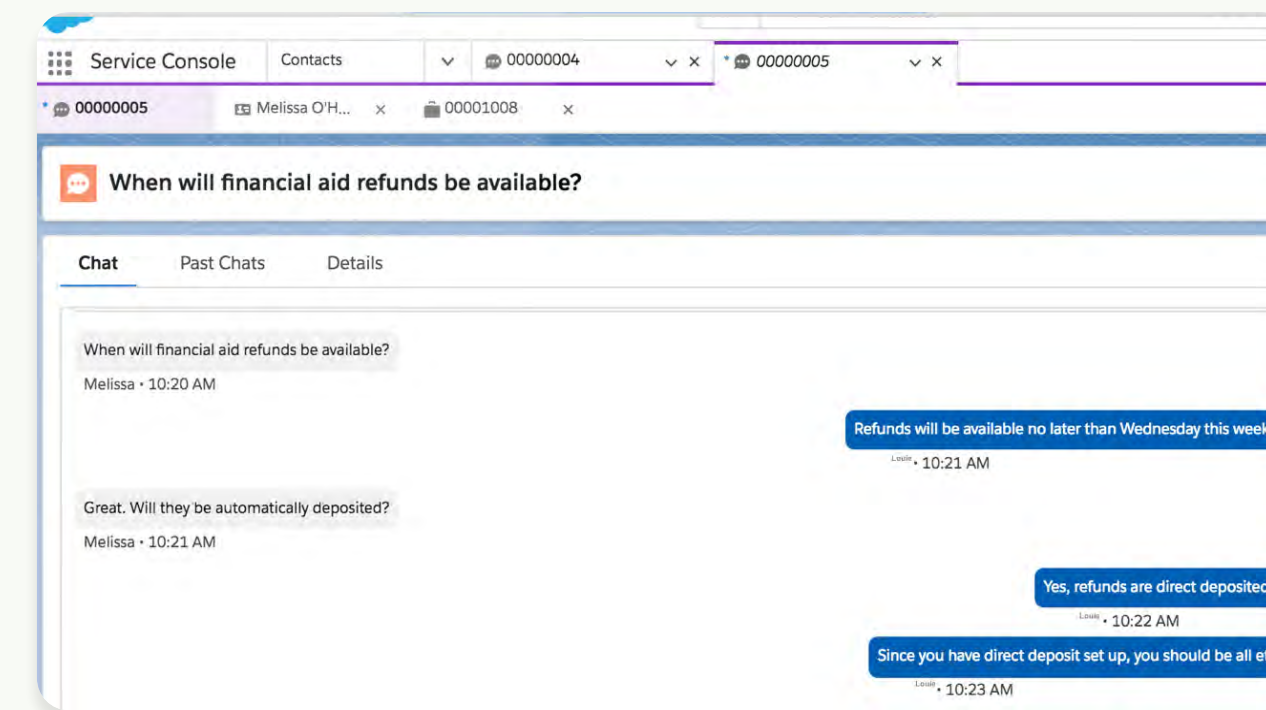 Service Console Contacts 00000004 00000005
00000005 Melissa O'H... 00001008
When will financial aid refunds be available?
Chat Past Chats Details
When will financial aid refunds be available?
Melissa • 10:20 AM
Refunds will be available no later than Wednesday this week
Louie • 10:21 AM
Great. Will they be automatically deposited?
Melissa • 10:21 AM
Yes, refunds are direct deposited
Louie • 10:22 AM
Since you have direct deposit set up, you should be all
Louie • 10:23 AM